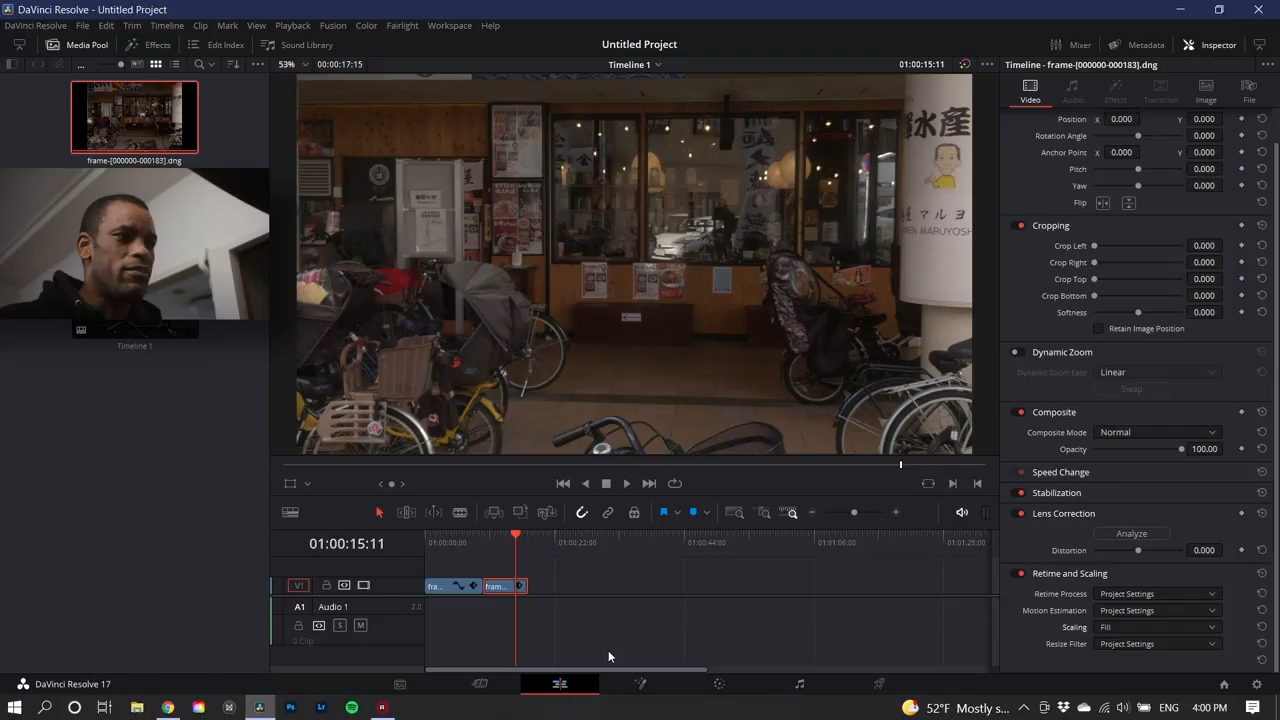 DaVinci Resolve - Untitled Project
DaVinci Resolve File Edit Trim Timeline Clip Mark View Playback Fusion Color Fairlight Workspace Help
Media Pool Effects Edit Index Sound Library Untitled Project Mixer Metadata Inspector
... 53% 00:00:17:15 Timeline 1 01:00:15:11 Timeline - frame-[000000-000183].dng
Video Audio Effects Transition Image File
frame-[000000-000183].dng
Timeline 1
水産
マルヨ
MARUYOSHI
Position X 0.000 Y 0.000
Rotation Angle 0.000
Anchor Point X 0.000 Y 0.000
Pitch 0.000
Yaw 0.000
Flip
Cropping
Crop Left 0.000
Crop Right 0.000
Crop Top 0.000
Crop Bottom 0.000
Softness 0.000
Retain Image Position
Dynamic Zoom
Dynamic Zoom Ease Linear
Swap
Composite
Composite Mode Normal
Opacity 100.00
Speed Change
Stabilization
Lens Correction
Analyze
Distortion 0.000
Retime and Scaling
Retime Process Project Settings
Motion Estimation Project Settings
Scaling Fill
Resize Filter Project Settings
01:00:15:11 01:00:00:00 01:00:22:00 01:00:44:00 01:01:06:00 01:01:28:00
V1 fra... fram...
A1 Audio 1 2.0
S M
0 Clip
DaVinci Resolve 17
52°F Mostly s... ENG 4:00 PM